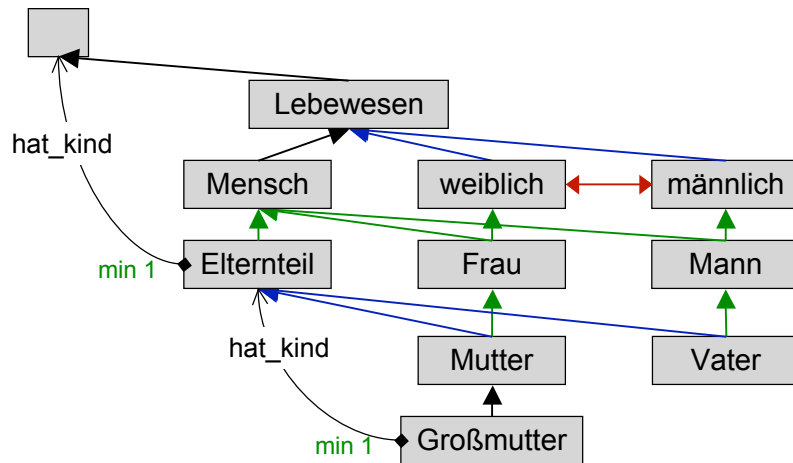 Lebewesen
hat_kind
Mensch
weiblich
männlich
min 1
Elternteil
Frau
Mann
hat_kind
Mutter
Vater
min 1
Großmutter